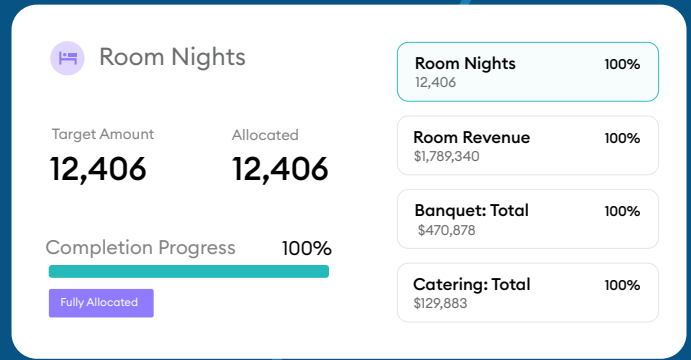 Room Nights
Target Amount
12,406
Allocated
12,406
Completion Progress 100%
Fully Allocated
Room Nights 100%
12,406
Room Revenue 100%
$1,789,340
Banquet: Total 100%
$470,878
Catering: Total 100%
$129,883